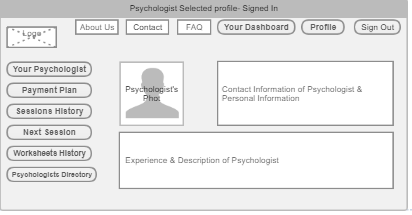 Psychologist Selected profile- Signed In
Logo
About Us
Contact
FAQ
Your Dashboard
Profile
Sign Out
Your Psychologist
Payment Plan
Sessions History
Next Session
Worksheets History
Psychologists Directory
Psychologist's
Phot
Contact Information of Psychologist &
Personal Information
Experience & Description of Psychologist